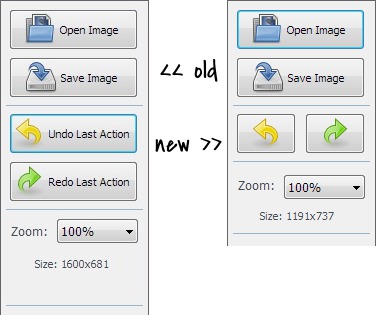 Open Image
Save Image
Undo Last Action
Redo Last Action
Zoom: 100%
Size: 1600x681
<< old
new >>
Open Image
Save Image
Zoom: 100%
Size: 1191x737